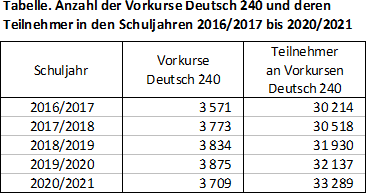 Tabelle. Anzahl der Vorkurse Deutsch 240 und deren
Teilnehmer in den Schuljahren 2016/2017 bis 2020/2021
Schuljahr
Vorkurse
Deutsch 240
Teilnehmer
an Vorkursen
Deutsch 240
2016/2017 3 571 30 214
2017/2018 3 773 30 518
2018/2019 3 834 31 930
2019/2020 3 875 32 137
2020/2021 3 709 33 289